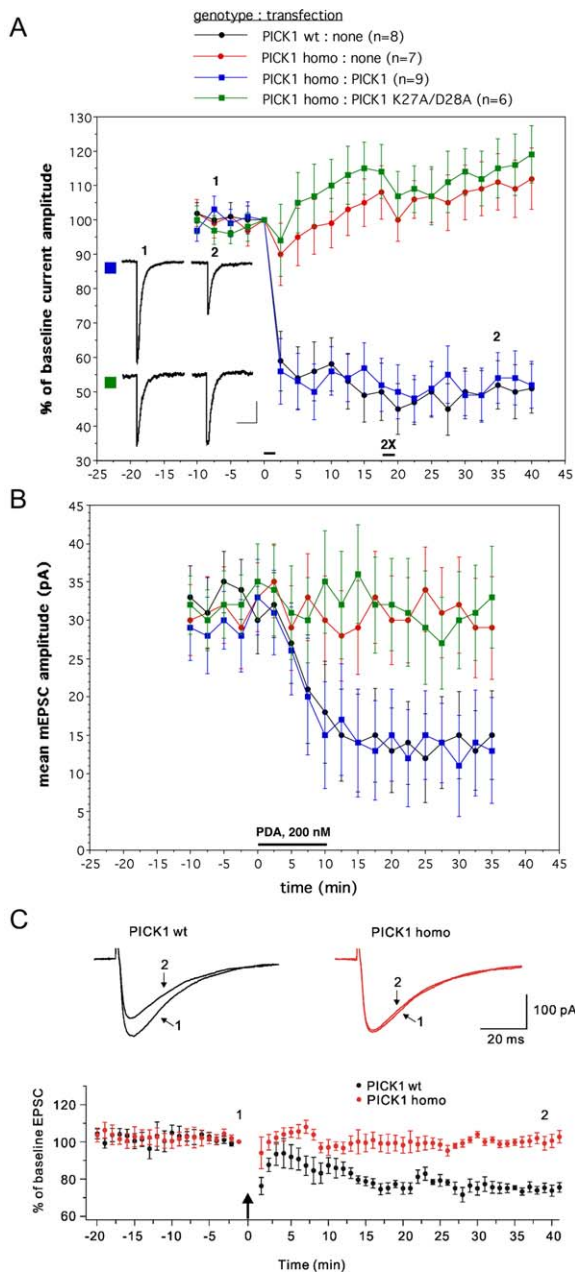 A
genotype : transfection
PICK1 wt : none (n=8)
PICK1 homo : none (n=7)
PICK1 homo : PICK1 (n=9)
PICK1 homo : PICK1 K27A/D28A (n=6)
% of baseline current amplitude
130
120
110
100
90
80
70
60
50
40
30
1
1
2
2
2X
-25 -20 -15 -10 -5 0 5 10 15 20 25 30 35 40 45
B
mean mEPSC amplitude (pA)
45
40
35
30
25
20
15
10
5
0
PDA, 200 nM
-25 -20 -15 -10 -5 0 5 10 15 20 25 30 35 40 45
time (min)
C
PICK1 wt
PICK1 homo
2
1
2
1
100 pA
20 ms
PICK1 wt
PICK1 homo
1
2
% of baseline EPSC
120
100
80
60
-20 -15 -10 -5 0 5 10 15 20 25 30 35 40
Time (min)